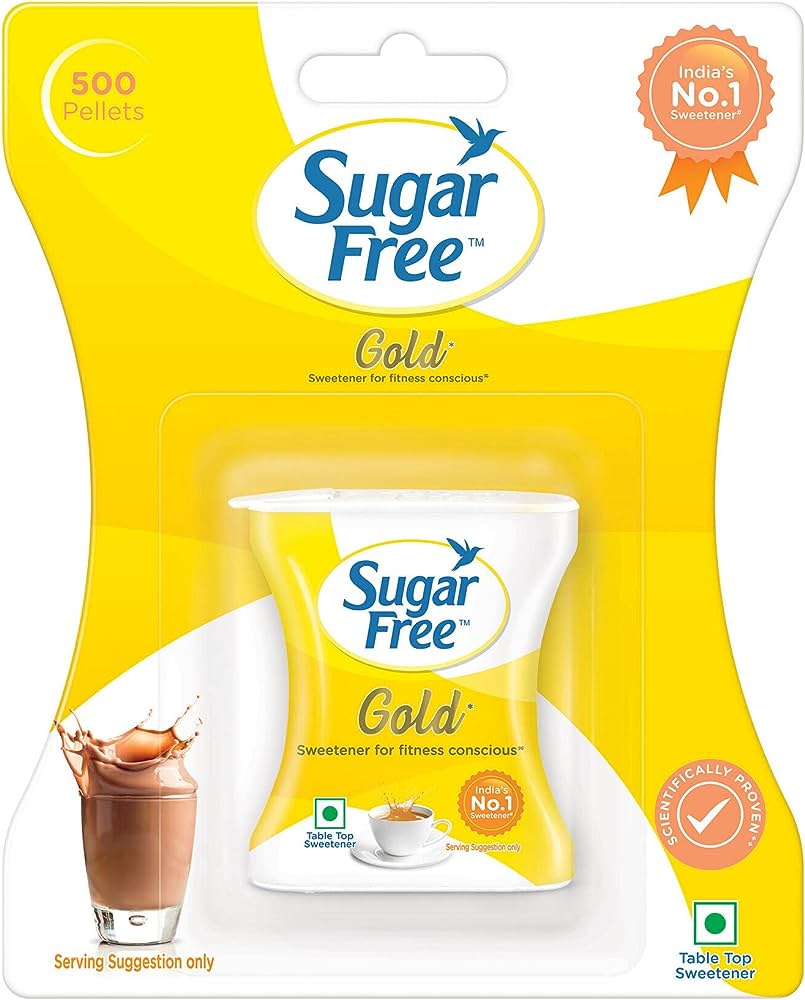 500
Pellets
India's
No.1
Sweetener#
Sugar
Free™
Gold*
Sweetener for fitness conscious≈
Sugar
Free™
Gold*
Sweetener for fitness conscious
India's
No.1
Sweetener#
Table Top
Sweetener
Serving Suggestion only
SCIENTIFICALLY PROVEN++
Serving Suggestion only
Table Top
Sweetener